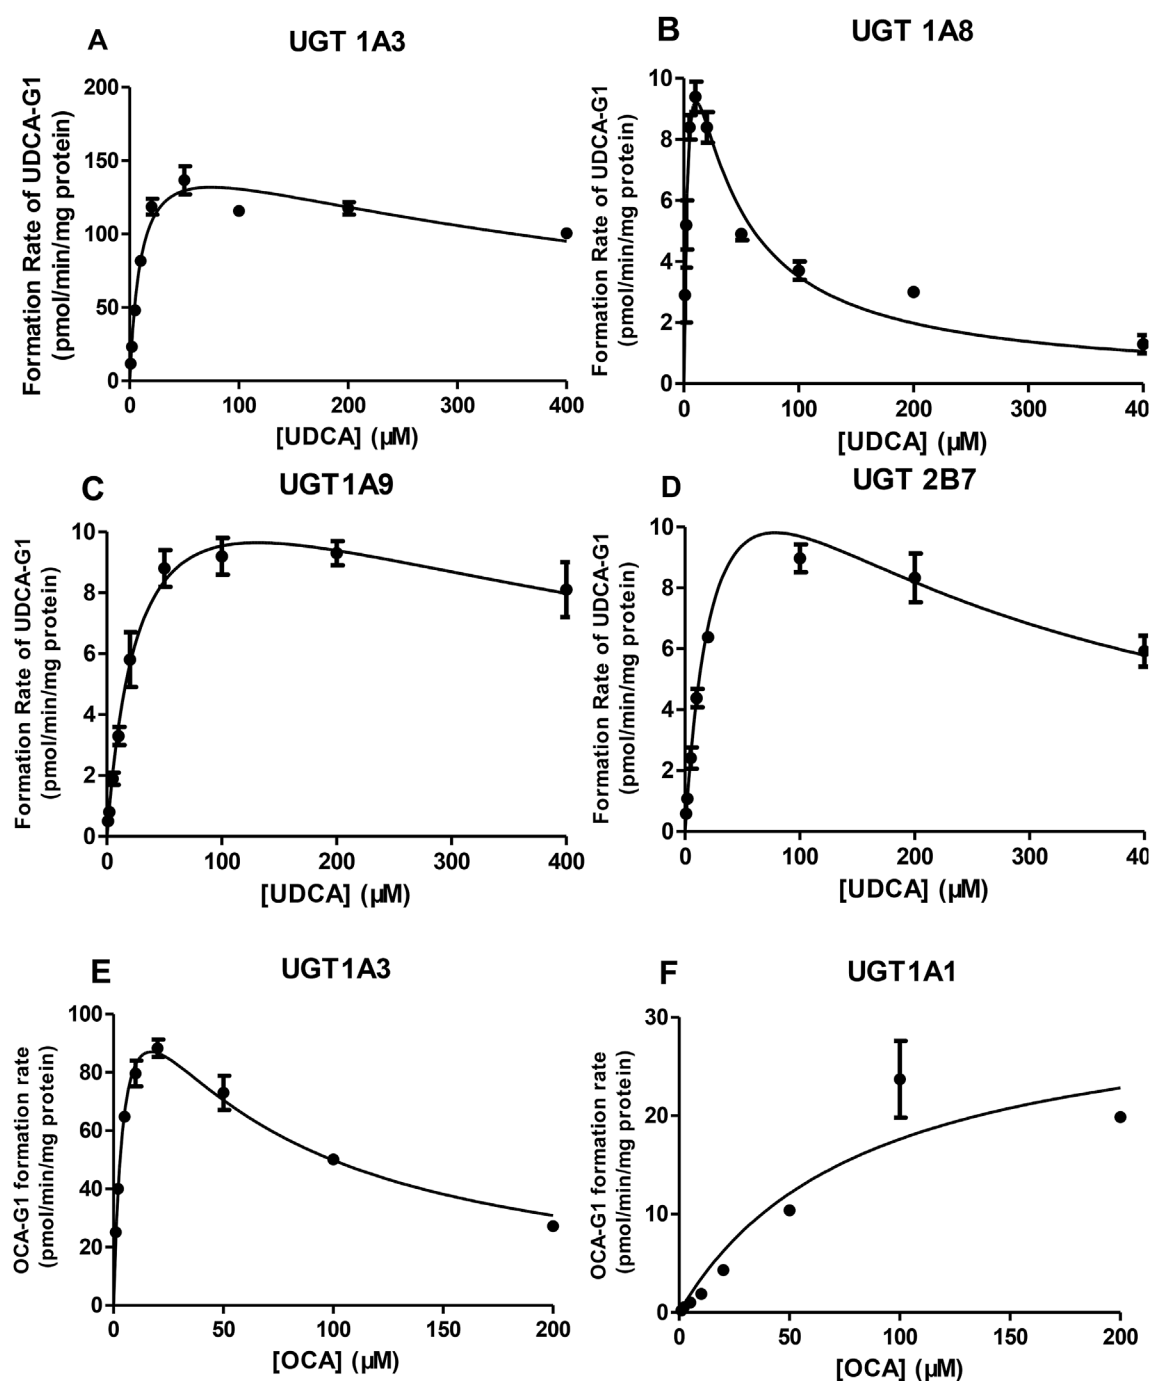 A
UGT 1A3
Formation Rate of UDCA-G1
(pmol/min/mg protein)
200
150
100
50
0
0 100 200 300 400
[UDCA] (µM)
B
UGT 1A8
Formation Rate of UDCA-G1
(pmol/min/mg protein)
10
8
6
4
2
0
0 100 200 300 40
[UDCA] (µM)
C
UGT1A9
Formation Rate of UDCA-G1
(pmol/min/mg protein)
10
8
6
4
2
0
0 100 200 300 400
[UDCA] (µM)
D
UGT 2B7
Formation Rate of UDCA-G1
(pmol/min/mg protein)
10
8
6
4
2
0
0 100 200 300 40
[UDCA] (µM)
E
UGT1A3
OCA-G1 formation rate
(pmol/min/mg protein)
100
80
60
40
20
0
0 50 100 150 200
[OCA] (µM)
F
UGT1A1
OCA-G1 formation rate
(pmol/min/mg protein)
30
20
10
0
0 50 100 150 200
[OCA] (µM)